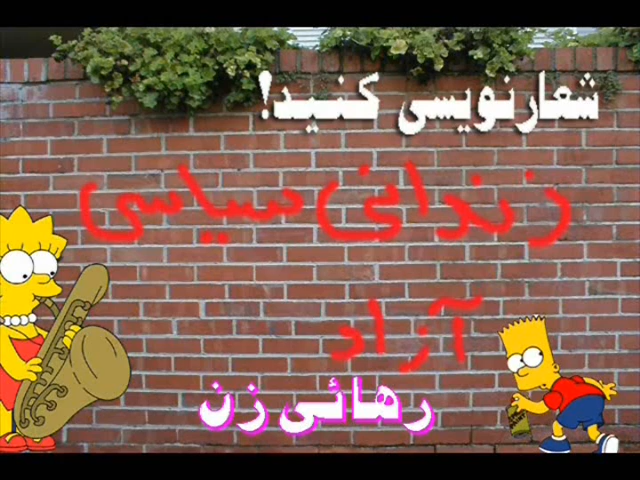 شعارنویسی کنید!
زندانی سیاسی
آزاد
رهائی زن